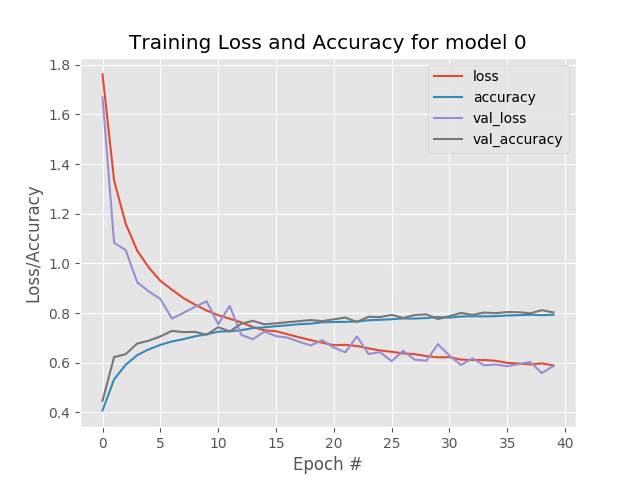 Training Loss and Accuracy for model 0
loss
accuracy
val_loss
val_accuracy
Loss/Accuracy
1.8
1.6
1.4
1.2
1.0
0.8
0.6
0.4
0 5 10 15 20 25 30 35 40
Epoch #